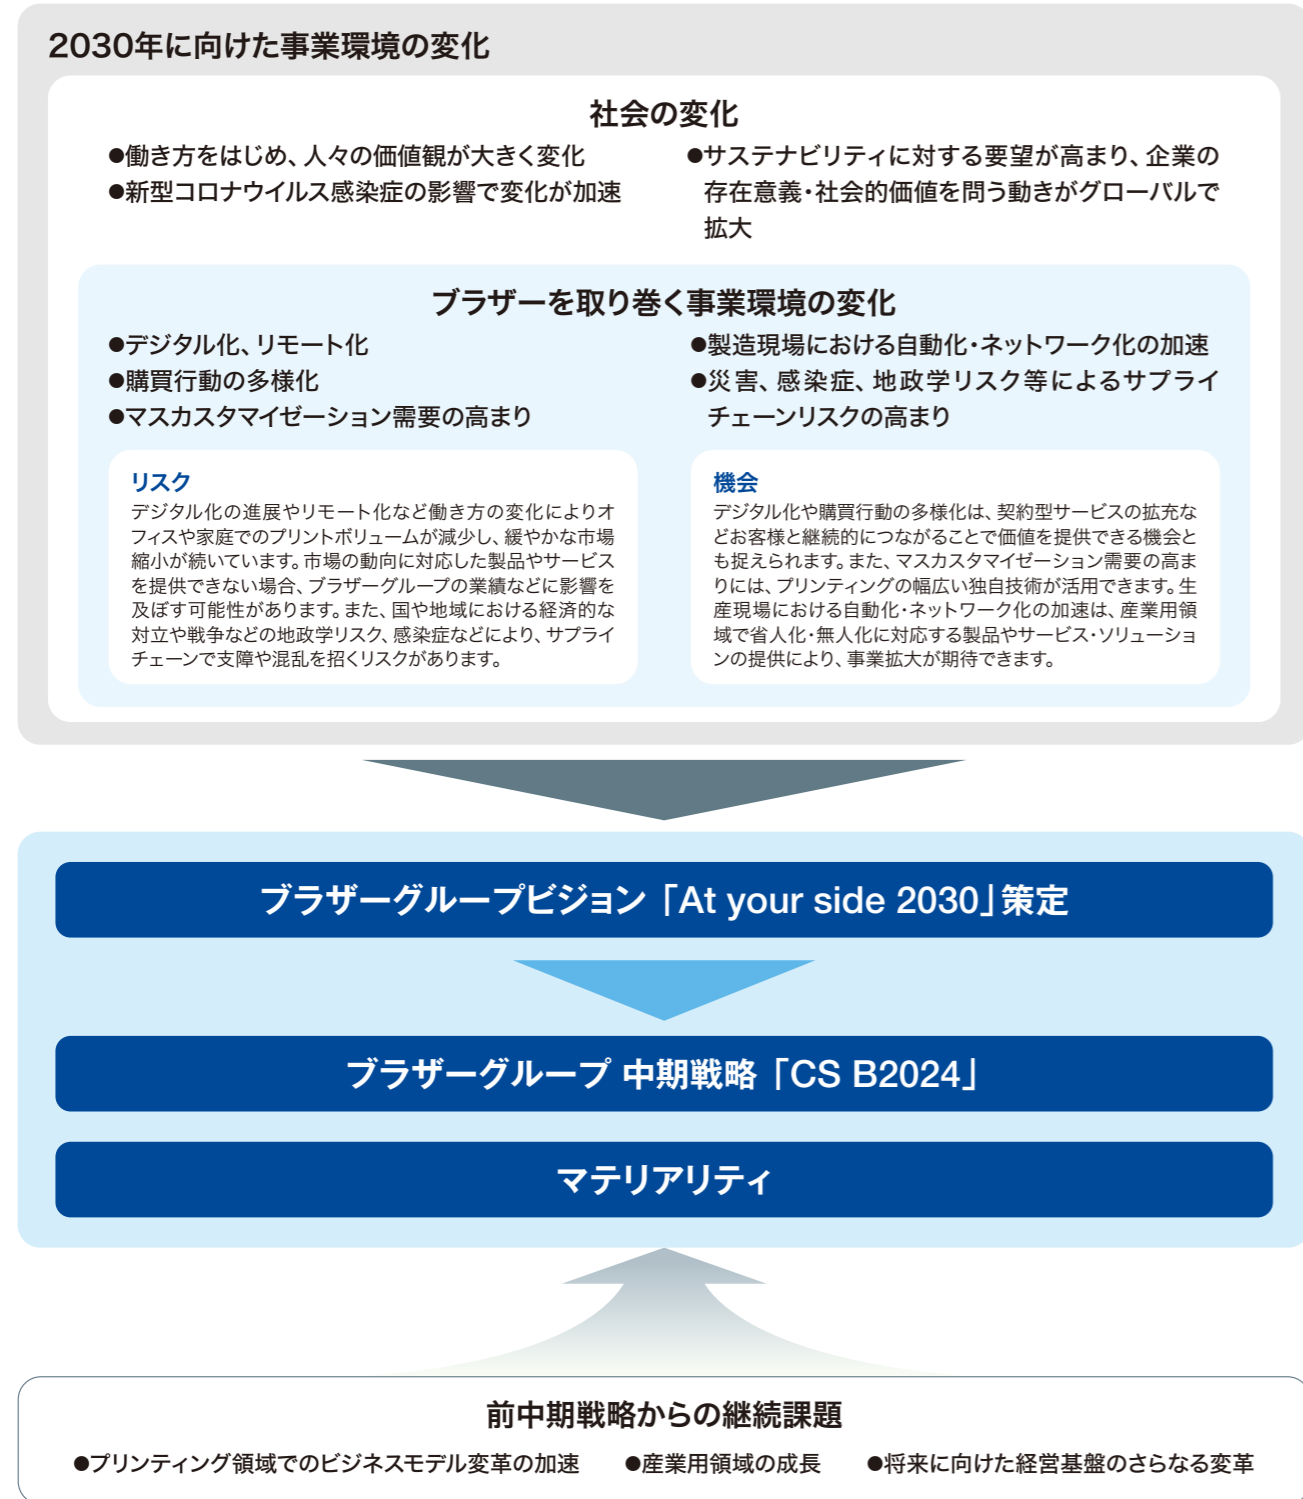 2030年に向けた事業環境の変化
社会の変化
●働き方をはじめ、人々の価値観が大きく変化
●新型コロナウイルス感染症の影響で変化が加速
●サステナビリティに対する要望が高まり、企業の
存在意義・社会的価値を問う動きがグローバルで
拡大
ブラザーを取り巻く事業環境の変化
●デジタル化、リモート化
●購買行動の多様化
●マスカスタマイゼーション需要の高まり
●製造現場における自動化・ネットワーク化の加速
●災害、感染症、地政学リスク等によるサプライ
チェーンリスクの高まり
リスク
デジタル化の進展やリモート化など働き方の変化によりオ
フィスや家庭でのプリントボリュームが減少し、緩やかな市場
縮小が続いています。市場の動向に対応した製品やサービス
を提供できない場合、ブラザーグループの業績などに影響を
及ぼす可能性があります。また、国や地域における経済的な
対立や戦争などの地政学リスク、感染症などにより、サプライ
チェーンで支障や混乱を招くリスクがあります。
機会
デジタル化や購買行動の多様化は、契約型サービスの拡充な
どお客様と継続的につながることで価値を提供できる機会と
も捉えられます。また、マスカスタマイゼーション需要の高ま
りには、プリンティングの幅広い独自技術が活用できます。生
産現場における自動化・ネットワーク化の加速は、産業用領
域で省人化・無人化に対応する製品やサービス・ソリューショ
ンの提供により、事業拡大が期待できます。
ブラザーグループビジョン「At your side 2030」策定
ブラザーグループ 中期戦略「CS B2024」
マテリアリティ
前中期戦略からの継続課題
●プリンティング領域でのビジネスモデル変革の加速 ●産業用領域の成長 ●将来に向けた経営基盤のさらなる変革